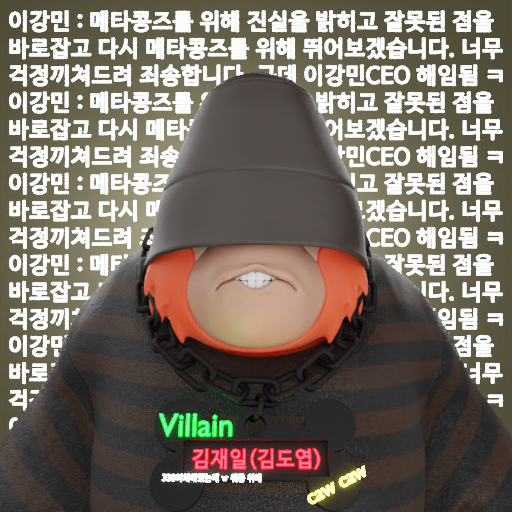 이강민 : 메타콩즈를 위해 진실을 밝히고 잘못된 점을
바로잡고 다시 메타콩즈를 위해 뛰어보겠습니다. 너무
걱정끼쳐드려 죄송합니다. 근데 이강민CEO 해임됨 ㅋ
이강민 : 메타콩즈를 밝히고 잘못된 점을
바로잡고 다시 메타콩 뛰어보겠습니다. 너무
걱정끼쳐드려 죄송 강민CEO 해임됨 ㅋ
이강민 : 메타콩즈 고 잘못된 점을
바로잡고 다시 메 겠습니다. 너무
걱정끼쳐드려 CEO 해임됨 ㅋ
이강민 : 메타 잘못된 점을
바로잡고 니다. 너무
걱정끼쳐 임됨 ㅋ
이강민 : 점을
바로 너무
걱 ㅋ
Villain
김재일(김도엽)
caw caw